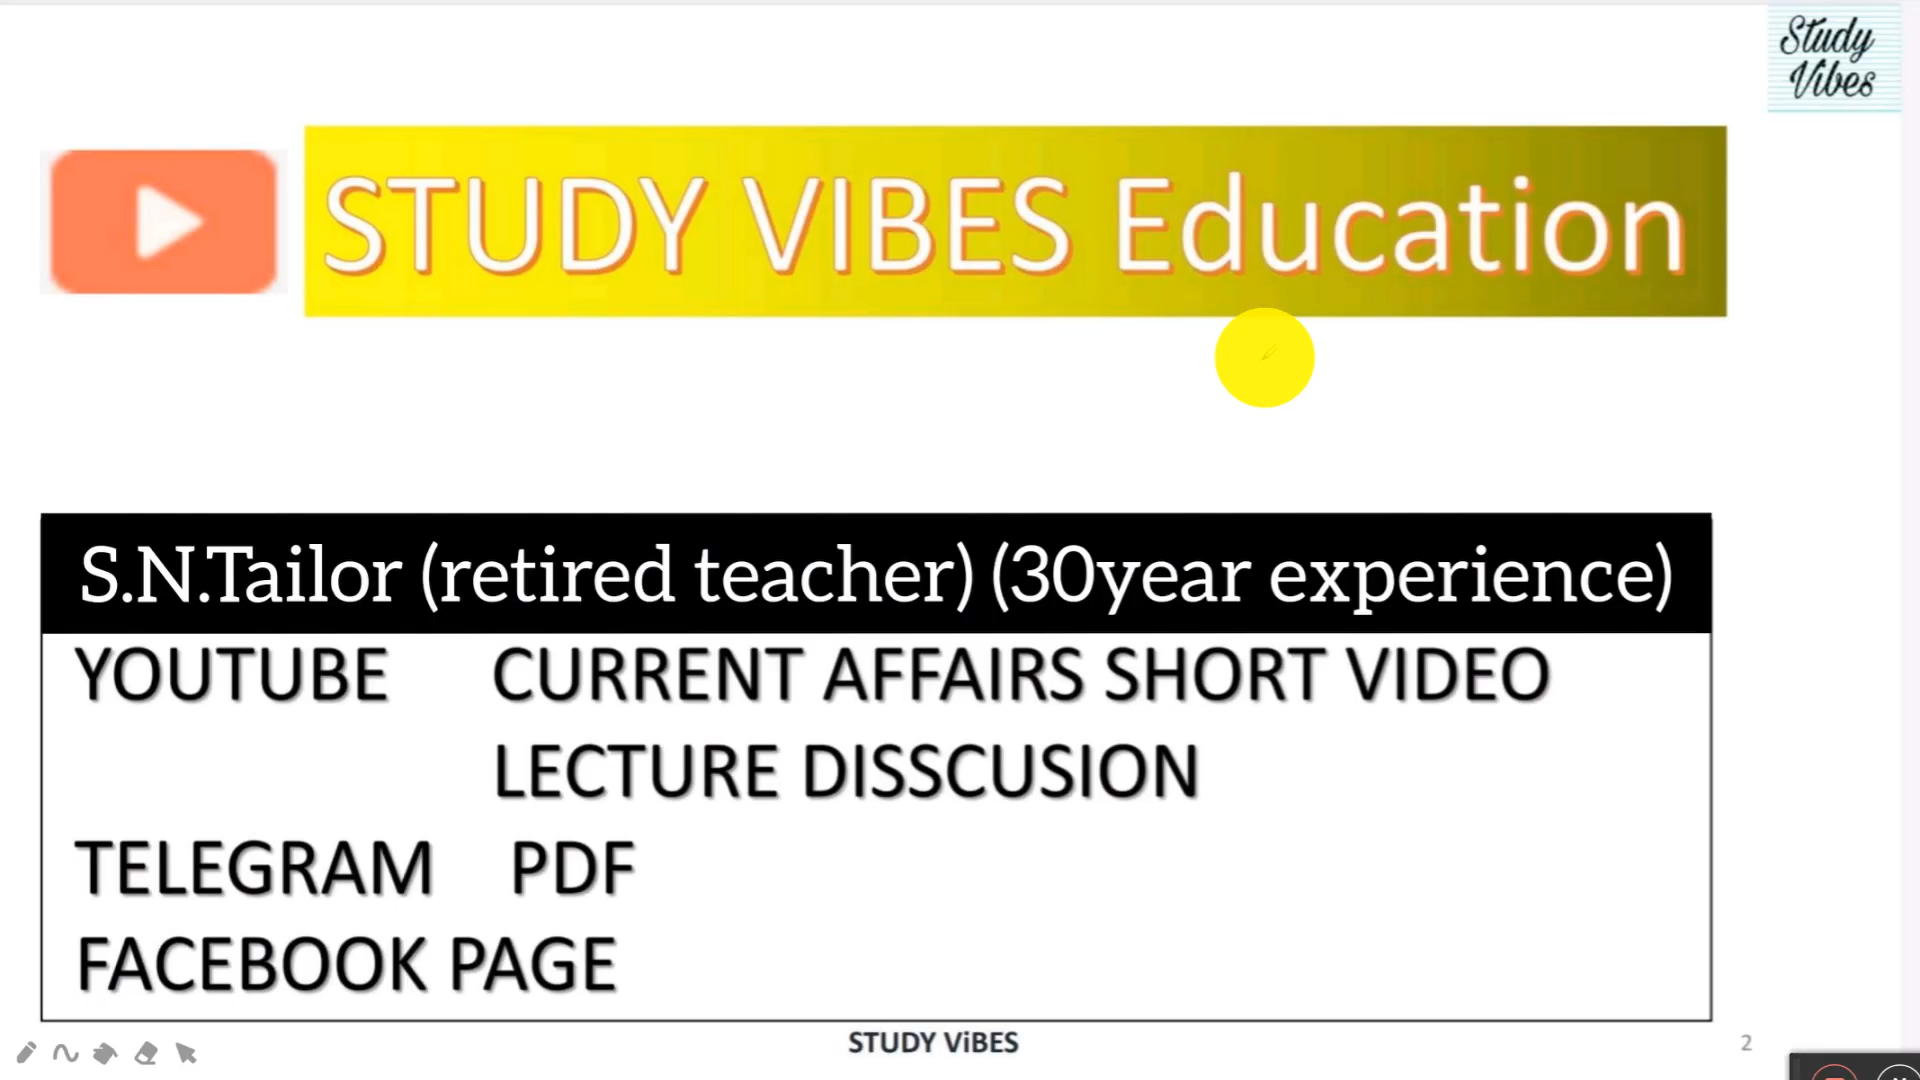 Study
Vibes
STUDY VIBES Education
S.N.Tailor (retired teacher) (30year experience)
YOUTUBE CURRENT AFFAIRS SHORT VIDEO
LECTURE DISSCUSION
TELEGRAM PDF
FACEBOOK PAGE
STUDY ViBES
2